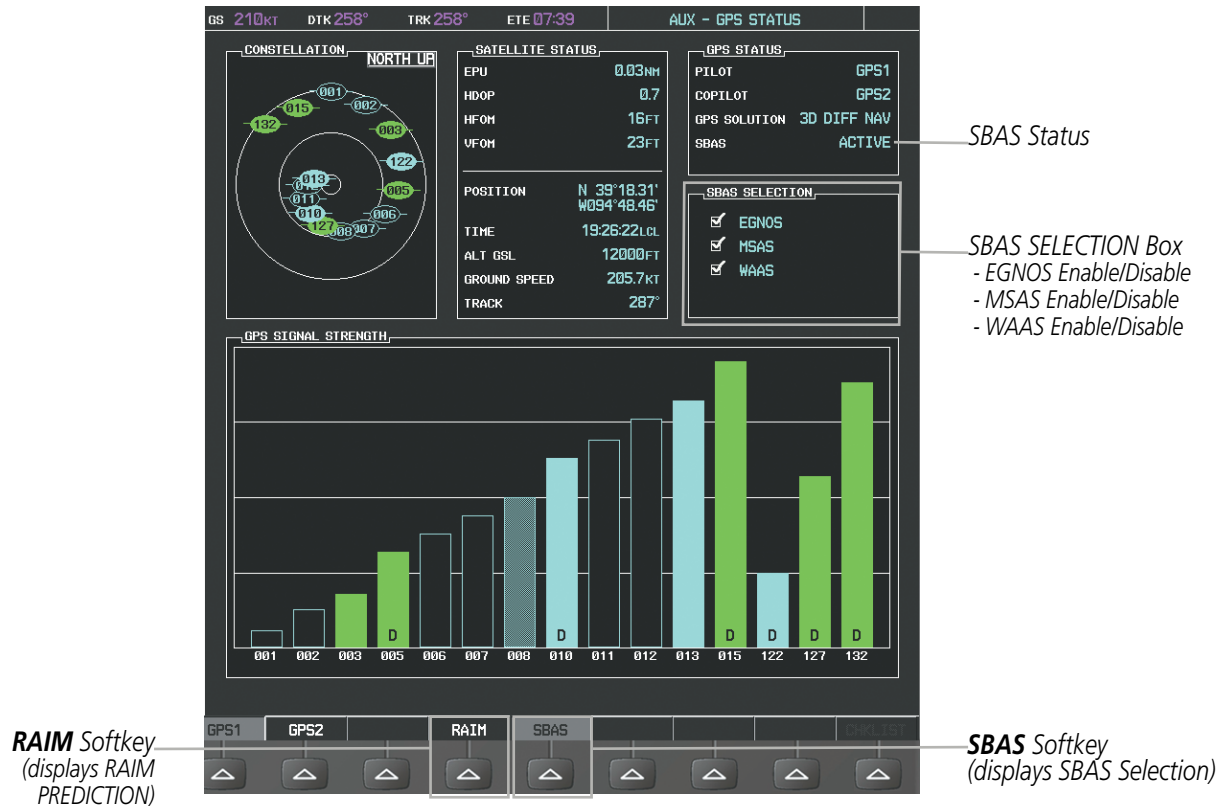 GS 210KT DTK 258° TRK 258° ETE 07:39 AUX - GPS STATUS
CONSTELLATION
NORTH UP
001
015
002
132
003
122
013
005
011
010
006
127
008
007
SATELLITE STATUS
EPU 0.03NM
HDOP 0.7
HFOM 16FT
VFOM 23FT
POSITION N 39°18.31'
W094°48.46'
TIME 19:26:22LCL
ALT GSL 12000FT
GROUND SPEED 205.7KT
TRACK 287°
GPS STATUS
PILOT GPS1
COPILOT GPS2
GPS SOLUTION 3D DIFF NAV
SBAS ACTIVE
SBAS Status
SBAS SELECTION
EGNOS
MSAS
WAAS
SBAS SELECTION Box
- EGNOS Enable/Disable
- MSAS Enable/Disable
- WAAS Enable/Disable
GPS SIGNAL STRENGTH
D D D D D D
001 002 003 005 006 007 008 010 011 012 013 015 122 127 132
GPS1 GPS2 RAIM SBAS CHKLIST
RAIM Softkey
(displays RAIM
PREDICTION)
SBAS Softkey
(displays SBAS Selection)